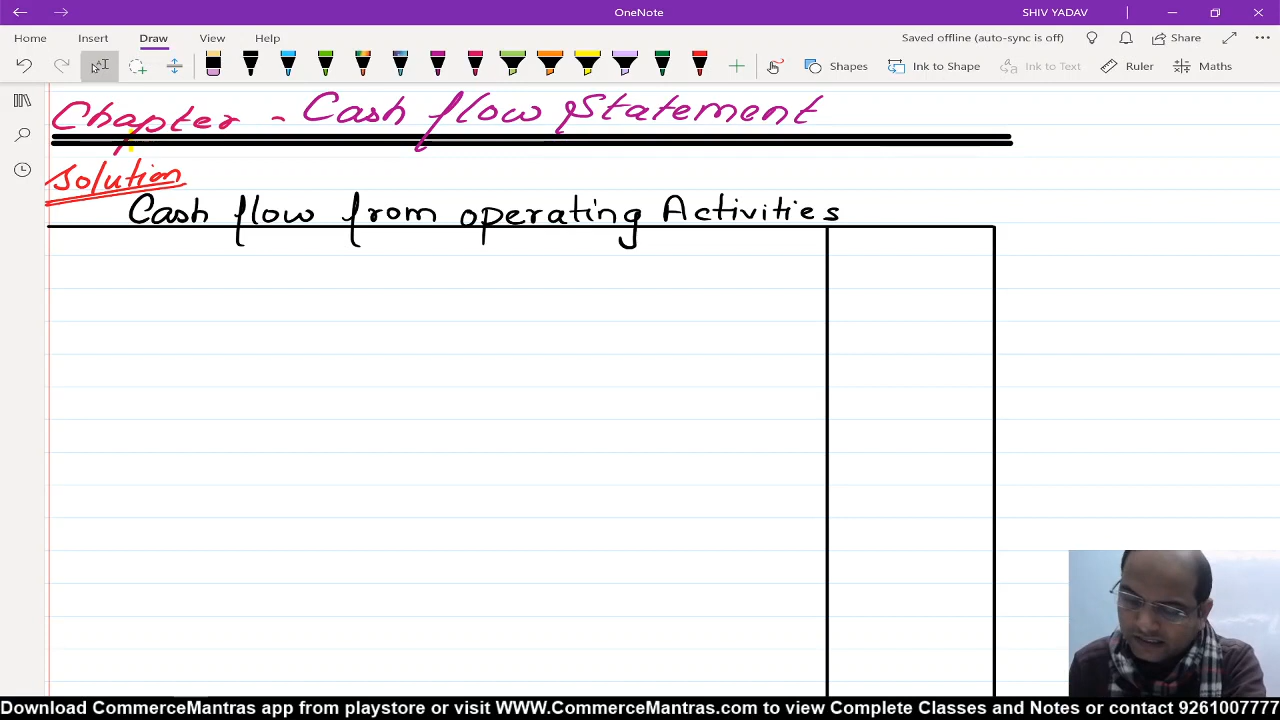 OneNote
SHIV YADAV
Home Insert Draw View Help
Saved offline (auto-sync is off) Share
Shapes Ink to Shape Ink to Text Ruler Maths
Chapter - Cash flow Statement
Solution
Cash flow from operating Activities
Download CommerceMantras app from playstore or visit WWW.CommerceMantras.com to view Complete Classes and Notes or contact 9261007777